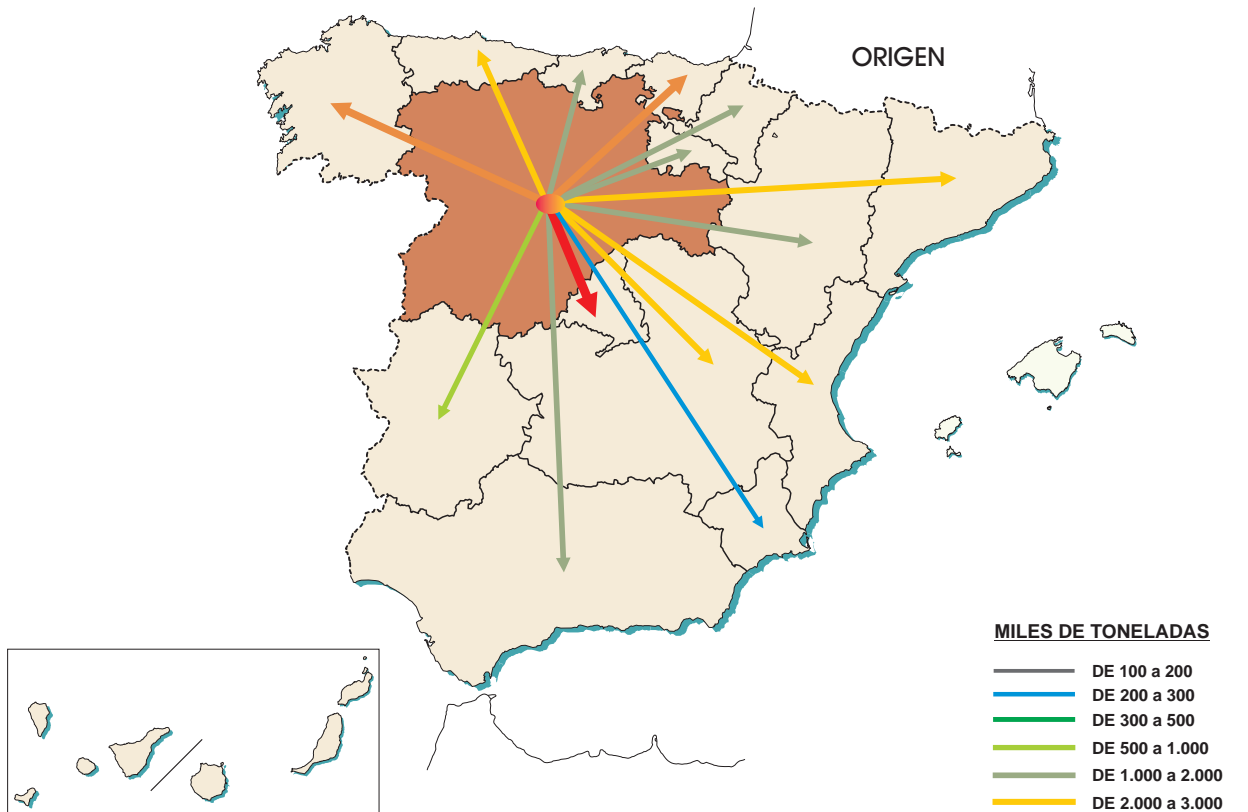 ORIGEN
MILES DE TONELADAS
DE 100 a 200
DE 200 a 300
DE 300 a 500
DE 500 a 1.000
DE 1.000 a 2.000
DE 2.000 a 3.000